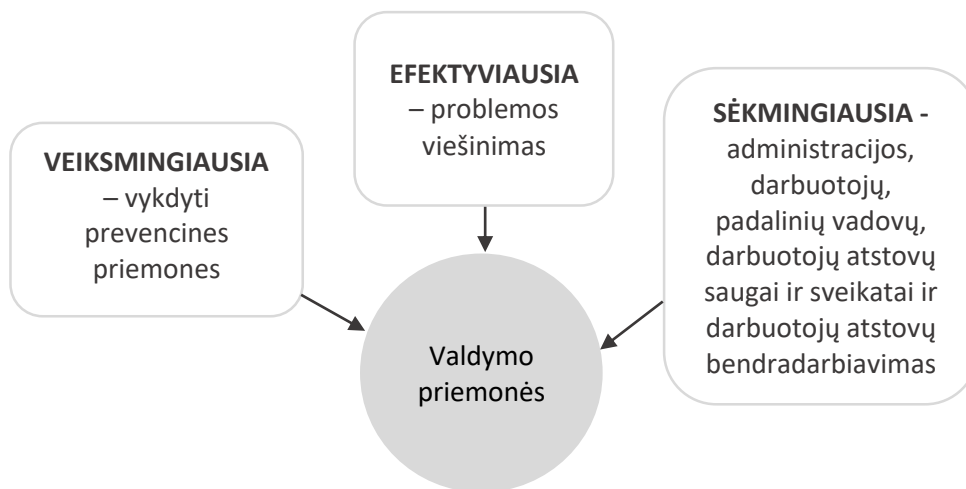 VEIKSMINGIAUSIA
– vykdyti
prevencines
priemones
EFEKTYVIAUSIA
– problemos
viešinimas
SĖKMINGIAUSIA -
administracijos,
darbuotojų,
padalinių vadovų,
darbuotojų atstovų
saugai ir sveikatai ir
darbuotojų atstovų
bendradarbiavimas
Valdymo
priemonės